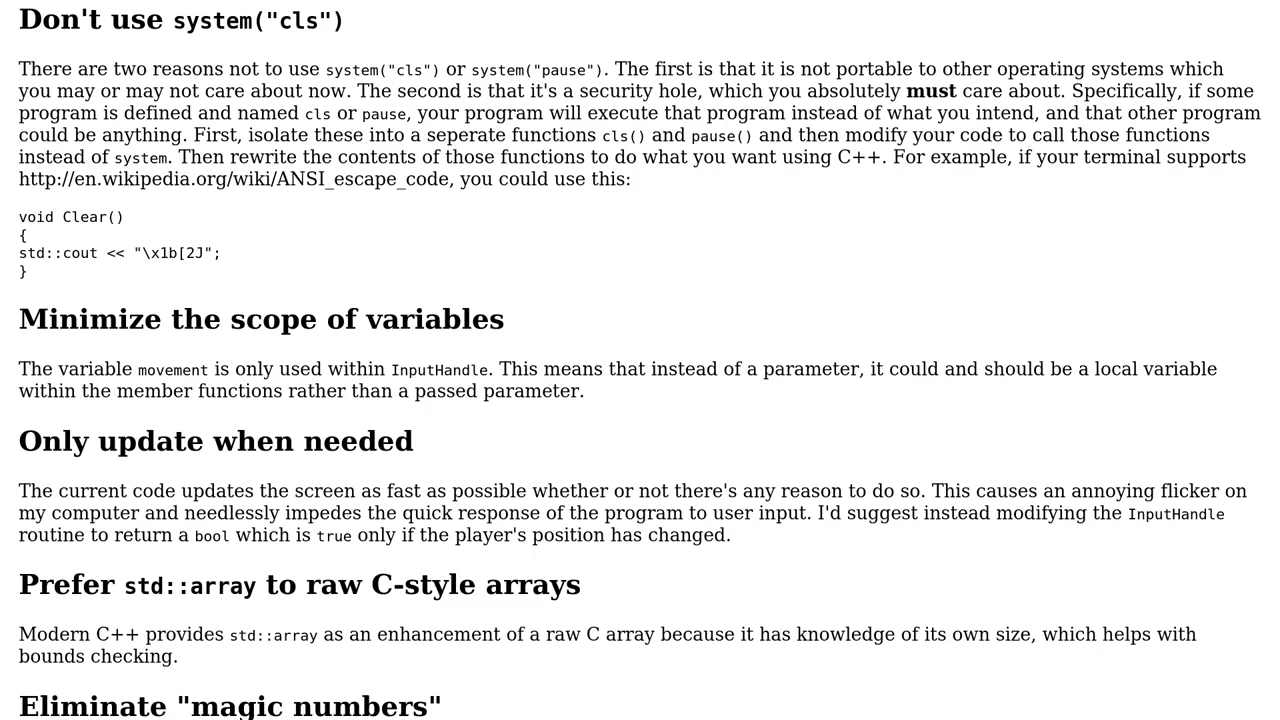 Don't use system("cls")
There are two reasons not to use system("cls") or system("pause"). The first is that it is not portable to other operating systems which
you may or may not care about now. The second is that it's a security hole, which you absolutely must care about. Specifically, if some
program is defined and named cls or pause, your program will execute that program instead of what you intend, and that other program
could be anything. First, isolate these into a seperate functions cls() and pause() and then modify your code to call those functions
instead of system. Then rewrite the contents of those functions to do what you want using C++. For example, if your terminal supports
http://en.wikipedia.org/wiki/ANSI_escape_code, you could use this:
void Clear()
{
std::cout << "\x1b[2J";
}
Minimize the scope of variables
The variable movement is only used within InputHandle. This means that instead of a parameter, it could and should be a local variable
within the member functions rather than a passed parameter.
Only update when needed
The current code updates the screen as fast as possible whether or not there's any reason to do so. This causes an annoying flicker on
my computer and needlessly impedes the quick response of the program to user input. I'd suggest instead modifying the InputHandle
routine to return a bool which is true only if the player's position has changed.
Prefer std::array to raw C-style arrays
Modern C++ provides std::array as an enhancement of a raw C array because it has knowledge of its own size, which helps with
bounds checking.
Eliminate "magic numbers"